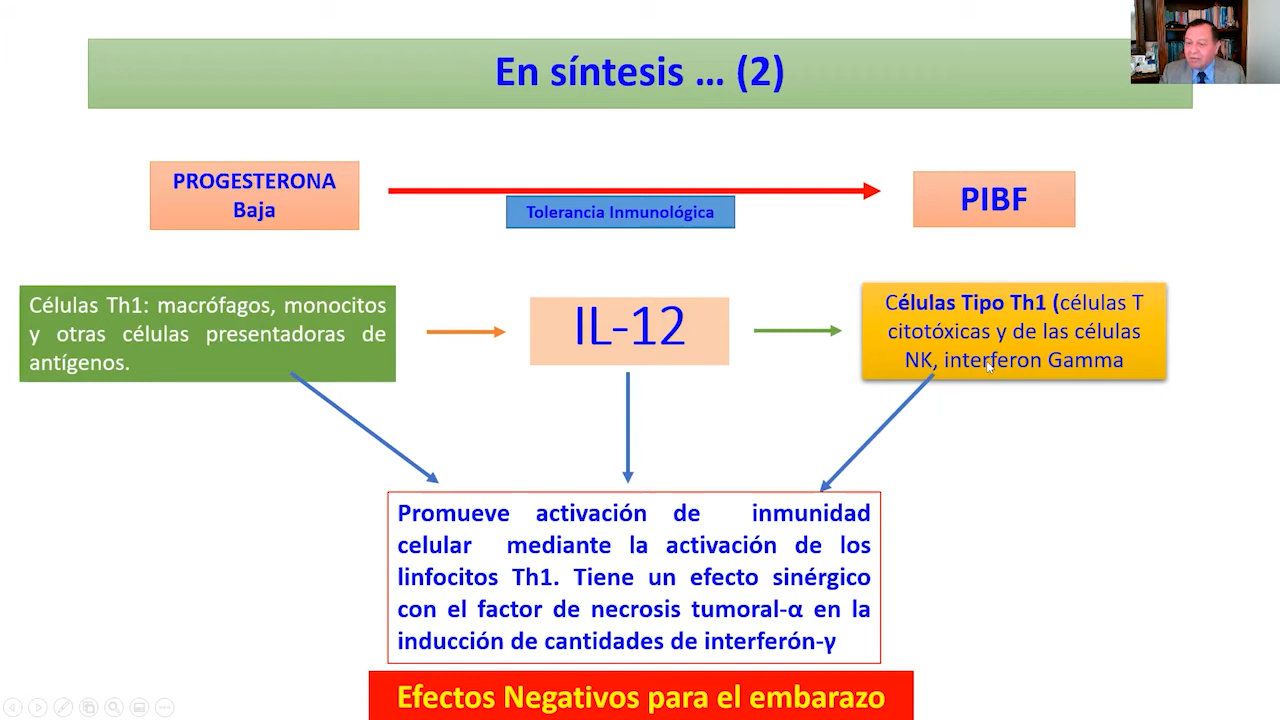 En síntesis ... (2)
PROGESTERONA
Baja
Tolerancia Inmunológica
PIBF
Células Th1: macrófagos, monocitos
y otras células presentadoras de
antígenos.
IL-12
Células Tipo Th1 (células T
citotóxicas y de las células
NK, interferon Gamma
Promueve activación de inmunidad
celular mediante la activación de los
linfocitos Th1. Tiene un efecto sinérgico
con el factor de necrosis tumoral-α en la
inducción de cantidades de interferón-γ
Efectos Negativos para el embarazo